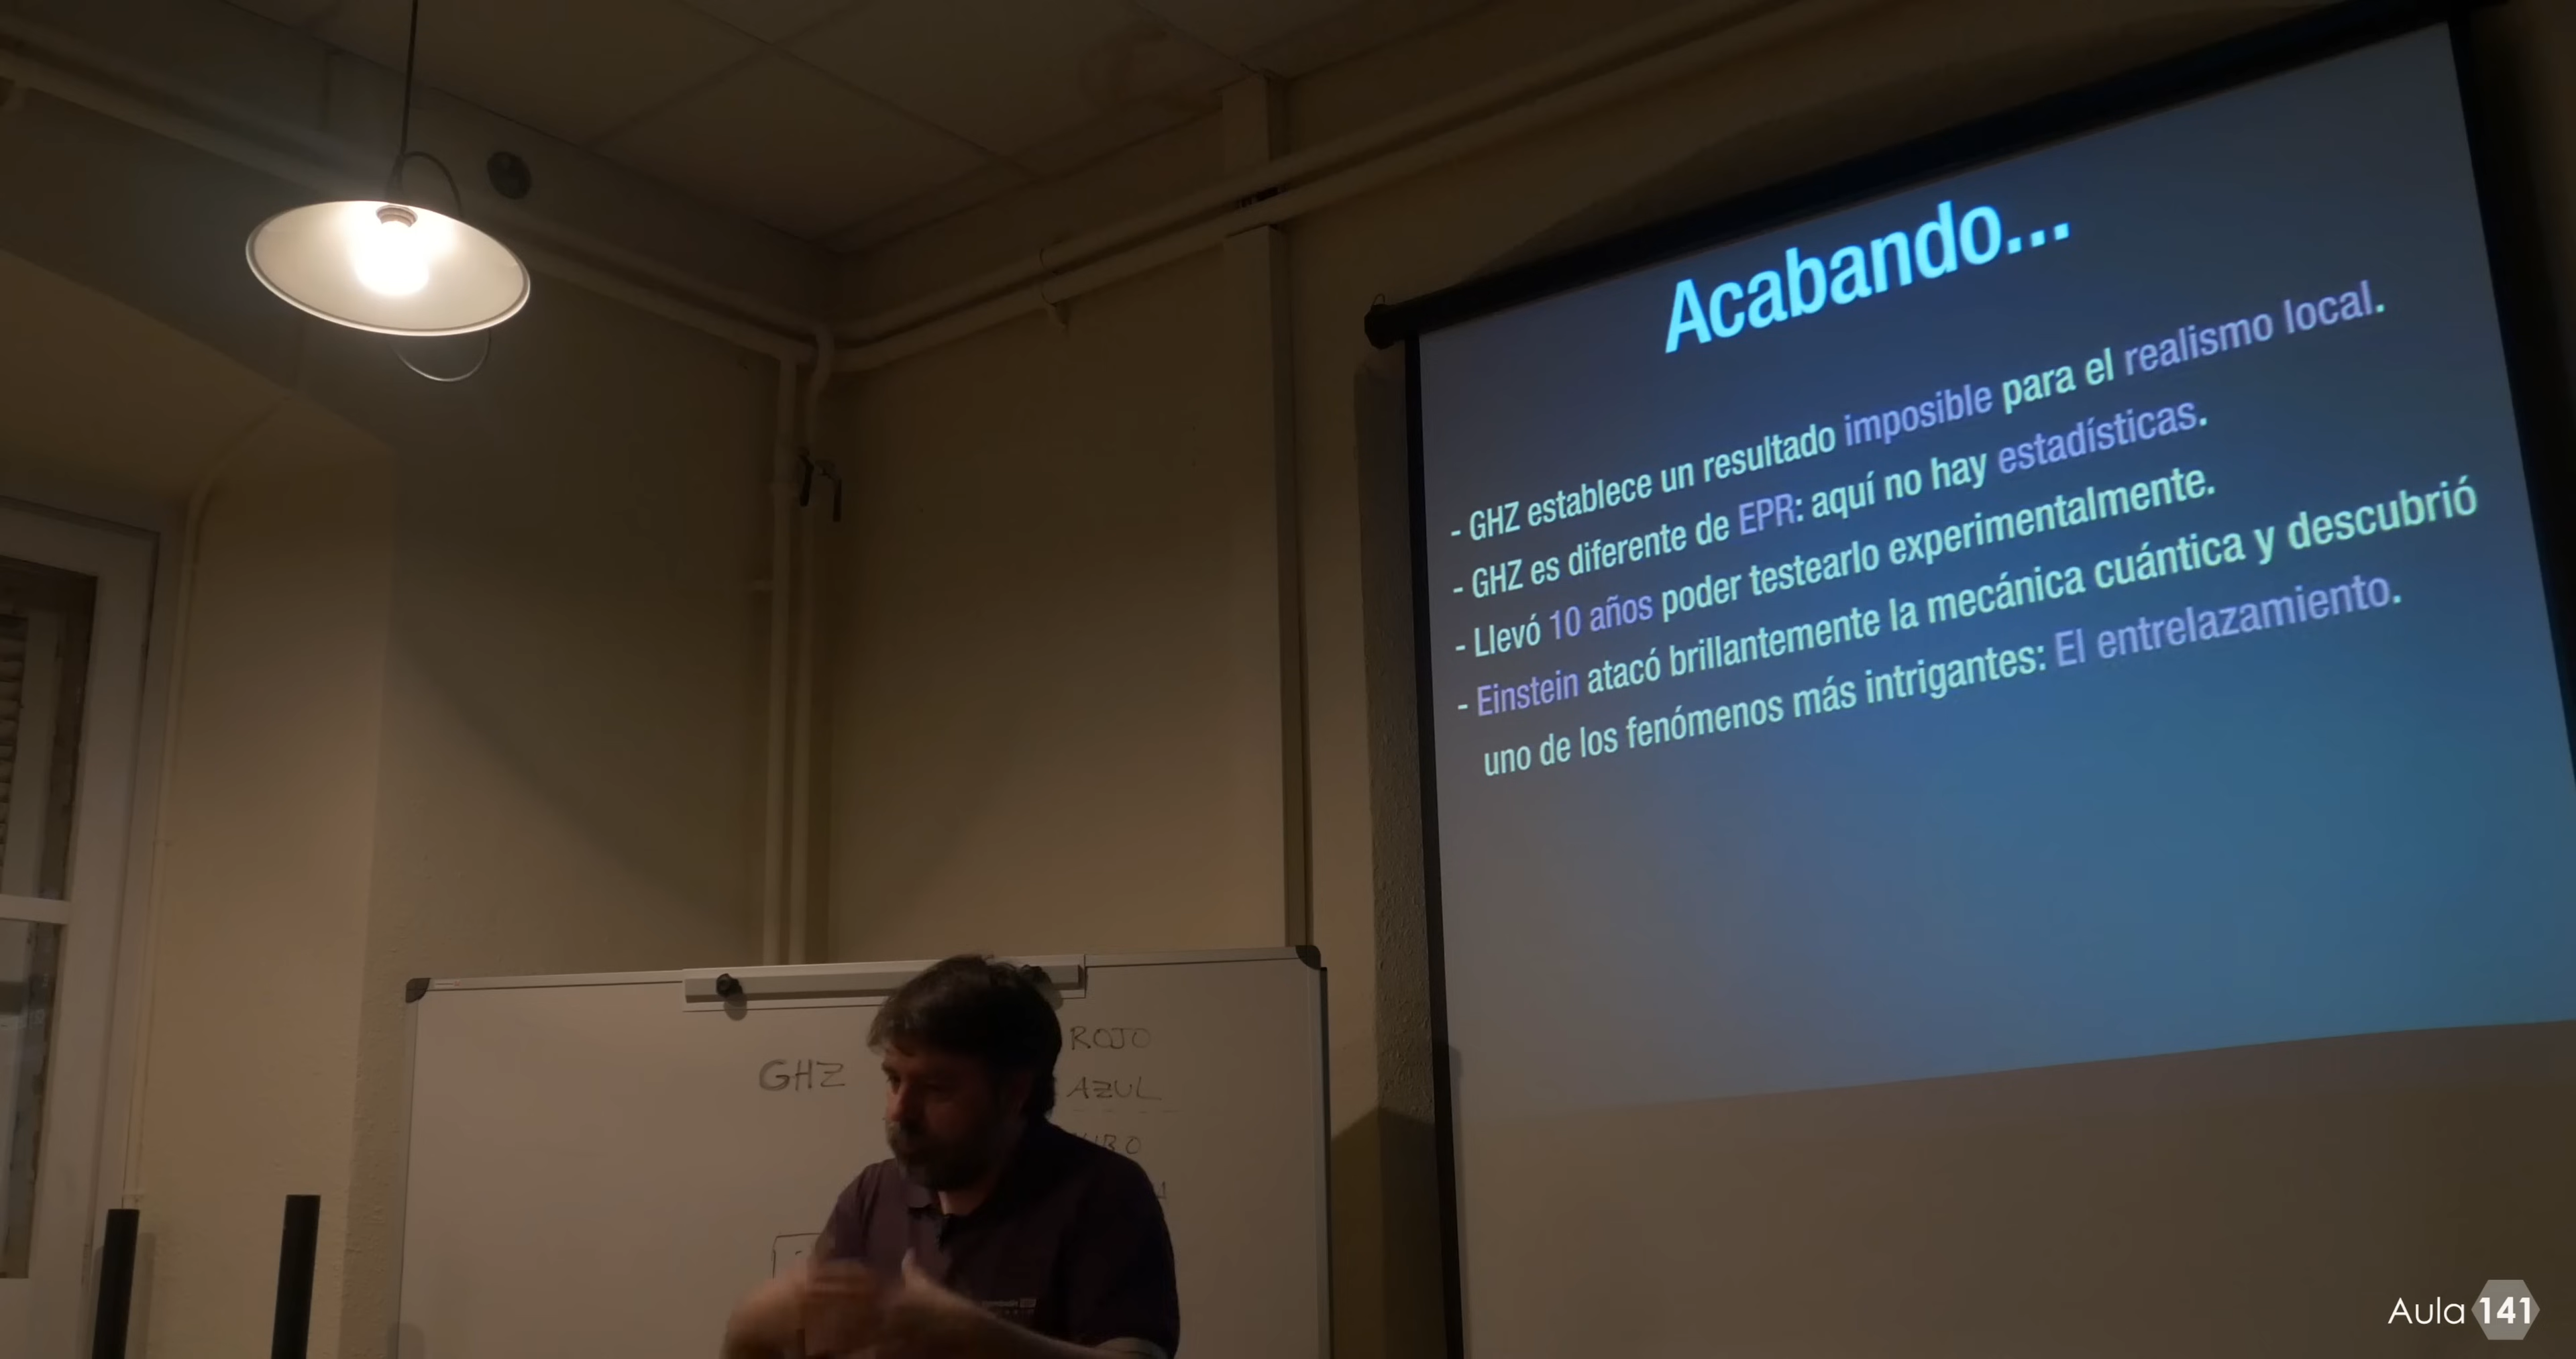 Acabando...
- GHZ establece un resultado imposible para el realismo local.
- GHZ es diferente de EPR: aquí no hay estadísticas.
- Llevó 10 años poder testearlo experimentalmente.
- Einstein atacó brillantemente la mecánica cuántica y descubrió
uno de los fenómenos más intrigantes: El entrelazamiento.
GHZ
ROJO
AZUL
Aula 141